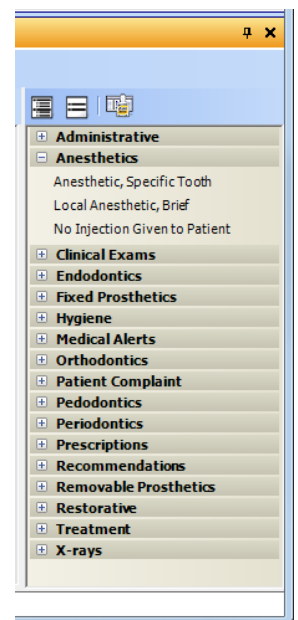 Administrative
Anesthetics
Anesthetic, Specific Tooth
Local Anesthetic, Brief
No Injection Given to Patient
Clinical Exams
Endodontics
Fixed Prosthetics
Hygiene
Medical Alerts
Orthodontics
Patient Complaint
Pedodontics
Periodontics
Prescriptions
Recommendations
Removable Prosthetics
Restorative
Treatment
X-rays